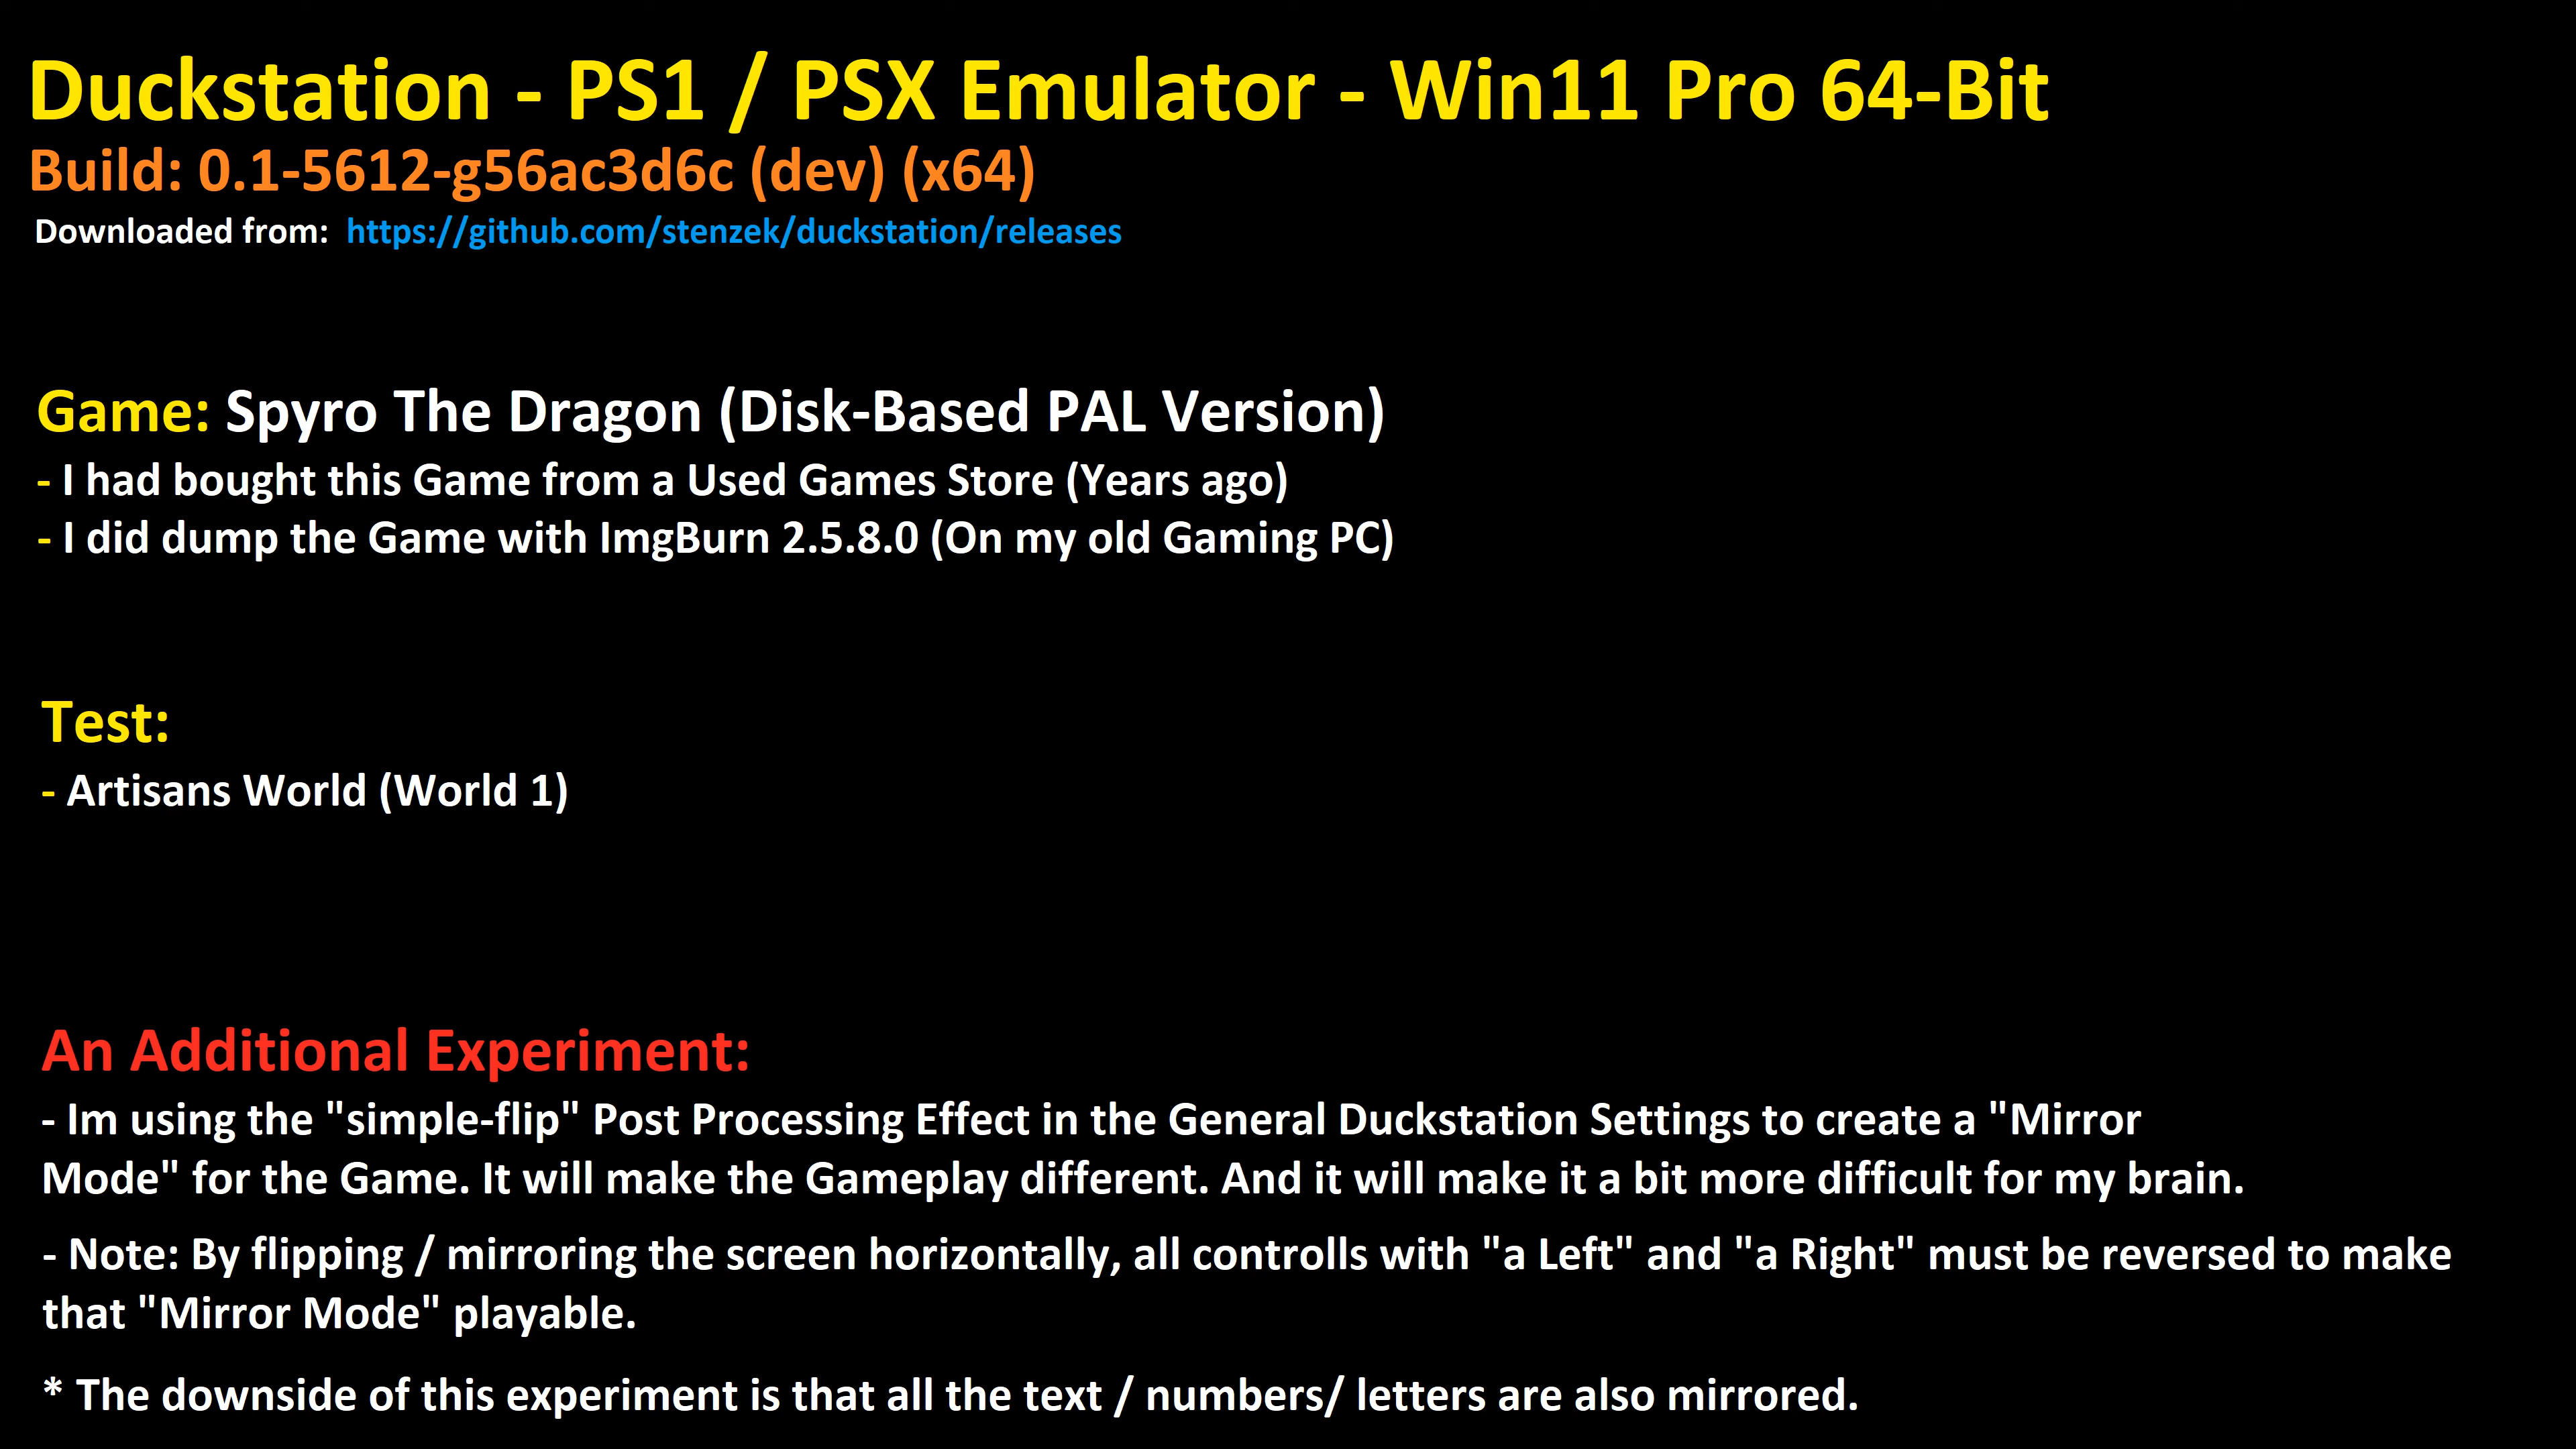 Duckstation - PS1 / PSX Emulator - Win11 Pro 64-Bit
Build: 0.1-5612-g56ac3d6c (dev) (x64)
Downloaded from: https://github.com/stenzek/duckstation/releases
Game: Spyro The Dragon (Disk-Based PAL Version)
- I had bought this Game from a Used Games Store (Years ago)
- I did dump the Game with ImgBurn 2.5.8.0 (On my old Gaming PC)
Test:
- Artisans World (World 1)
An Additional Experiment:
- Im using the "simple-flip" Post Processing Effect in the General Duckstation Settings to create a "Mirror
Mode" for the Game. It will make the Gameplay different. And it will make it a bit more difficult for my brain.
- Note: By flipping / mirroring the screen horizontally, all controlls with "a Left" and "a Right" must be reversed to make
that "Mirror Mode" playable.
* The downside of this experiment is that all the text / numbers/ letters are also mirrored.